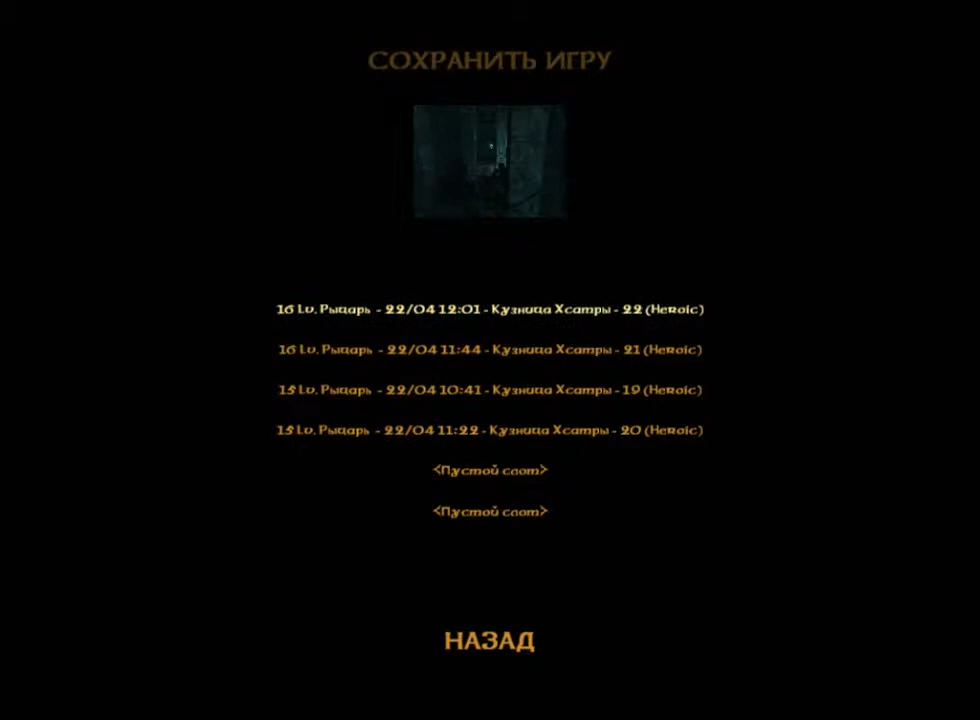 СОХРАНИТЬ ИГРУ
16 Lv. Рыцарь - 22/04 12:01 - Кузница Хсатры - 22 (Heroic)
16 Lv. Рыцарь - 22/04 11:44 - Кузница Хсатры - 21 (Heroic)
15 Lv. Рыцарь - 22/04 10:41 - Кузница Хсатры - 19 (Heroic)
15 Lv. Рыцарь - 22/04 11:22 - Кузница Хсатры - 20 (Heroic)
<Пустой слот>
<Пустой слот>
НАЗАД